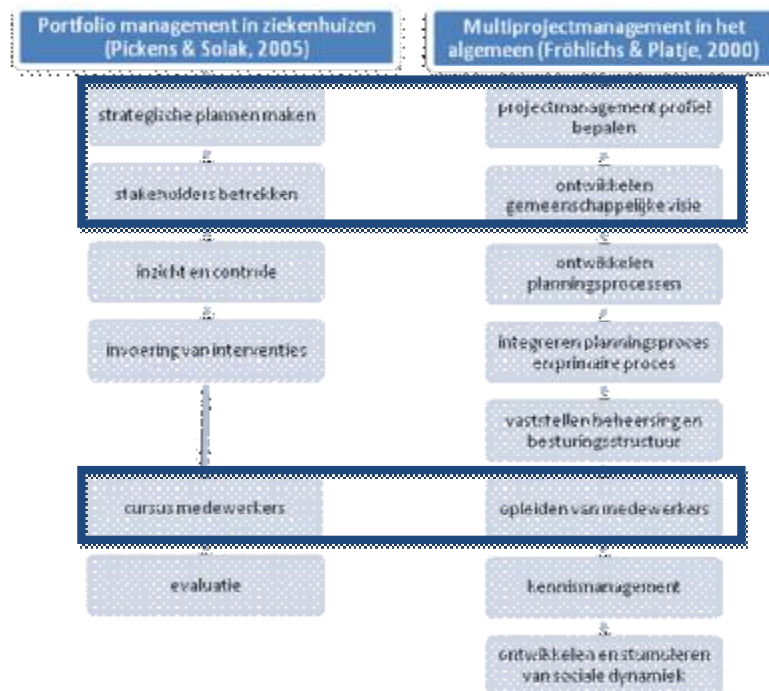 Portfolio management in ziekenhuizen
(Pickens & Solak, 2005)
strategische plannen maken
stakeholders betrekken
inzicht en controle
invoering van interventies
cursus medewerkers
evaluatie
Multiprojectmanagement in het
algemeen (Fröhlichs & Platje, 2000)
projectmanagement profiel
bepalen
ontwikkelen
gemeenschappelijke visie
ontwikkelen
planningsprocessen
integreren planningsproces
en primaire proces
vaststellen beheersing en
besturingsstructuur
opleiden van medewerkers
kennismanagement
ontwikkelen en stumuleren
van sociale dynamiek